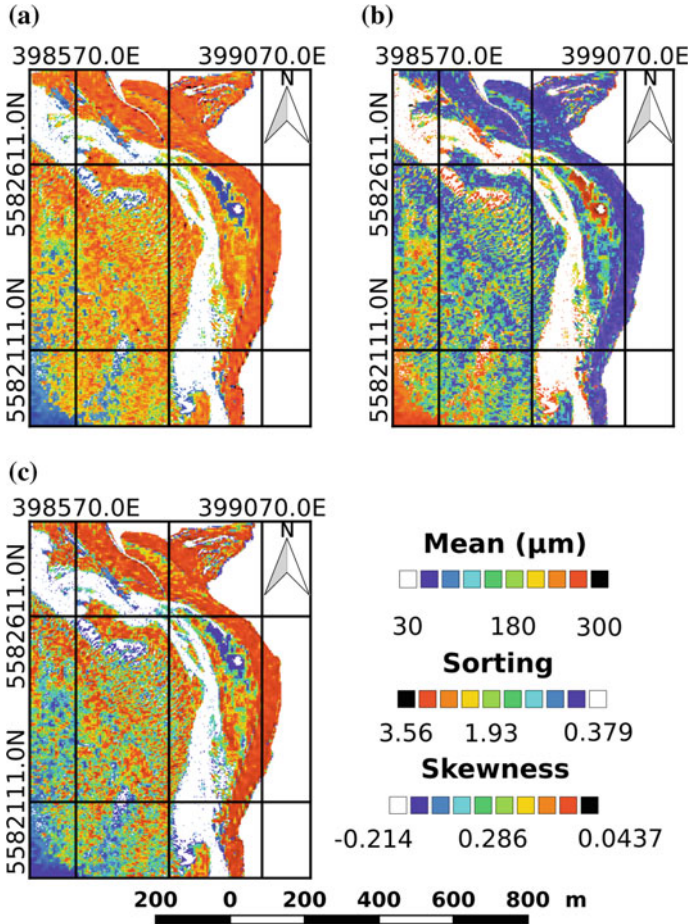 (a)
(b)
398570.0E 399070.0E
398570.0E 399070.0E
N
N
5582611.0N
5582111.0N
5582611.0N
5582111.0N
(c)
398570.0E 399070.0E
N
5582611.0N
5582111.0N
Mean (μm)
30 180 300
Sorting
3.56 1.93 0.379
Skewness
-0.214 0.286 0.0437
200 0 200 400 600 800 m